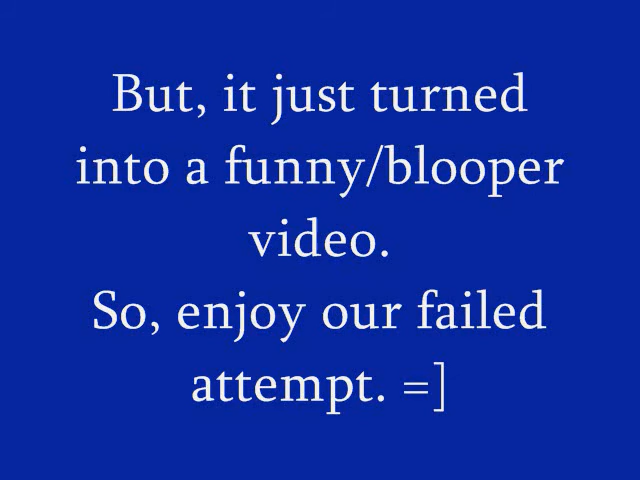 But, it just turned
into a funny/blooper
video.
So, enjoy our failed
attempt. =]